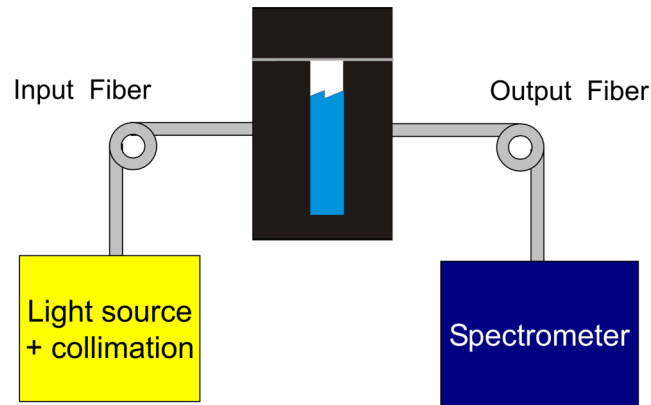 Input Fiber
Output Fiber
Light source
+ collimation
Spectrometer